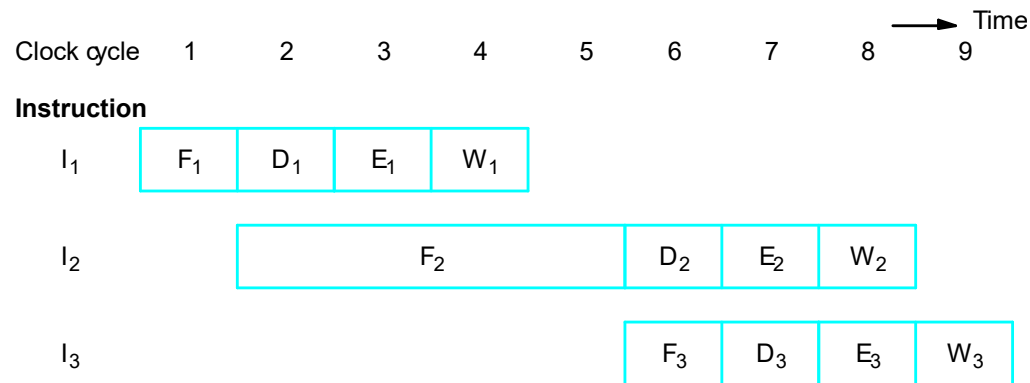 Time
Clock cycle 1 2 3 4 5 6 7 8 9
Instruction
I1 F1 D1 E1 W1
I2 F2 D2 E2 W2
I3 F3 D3 E3 W3